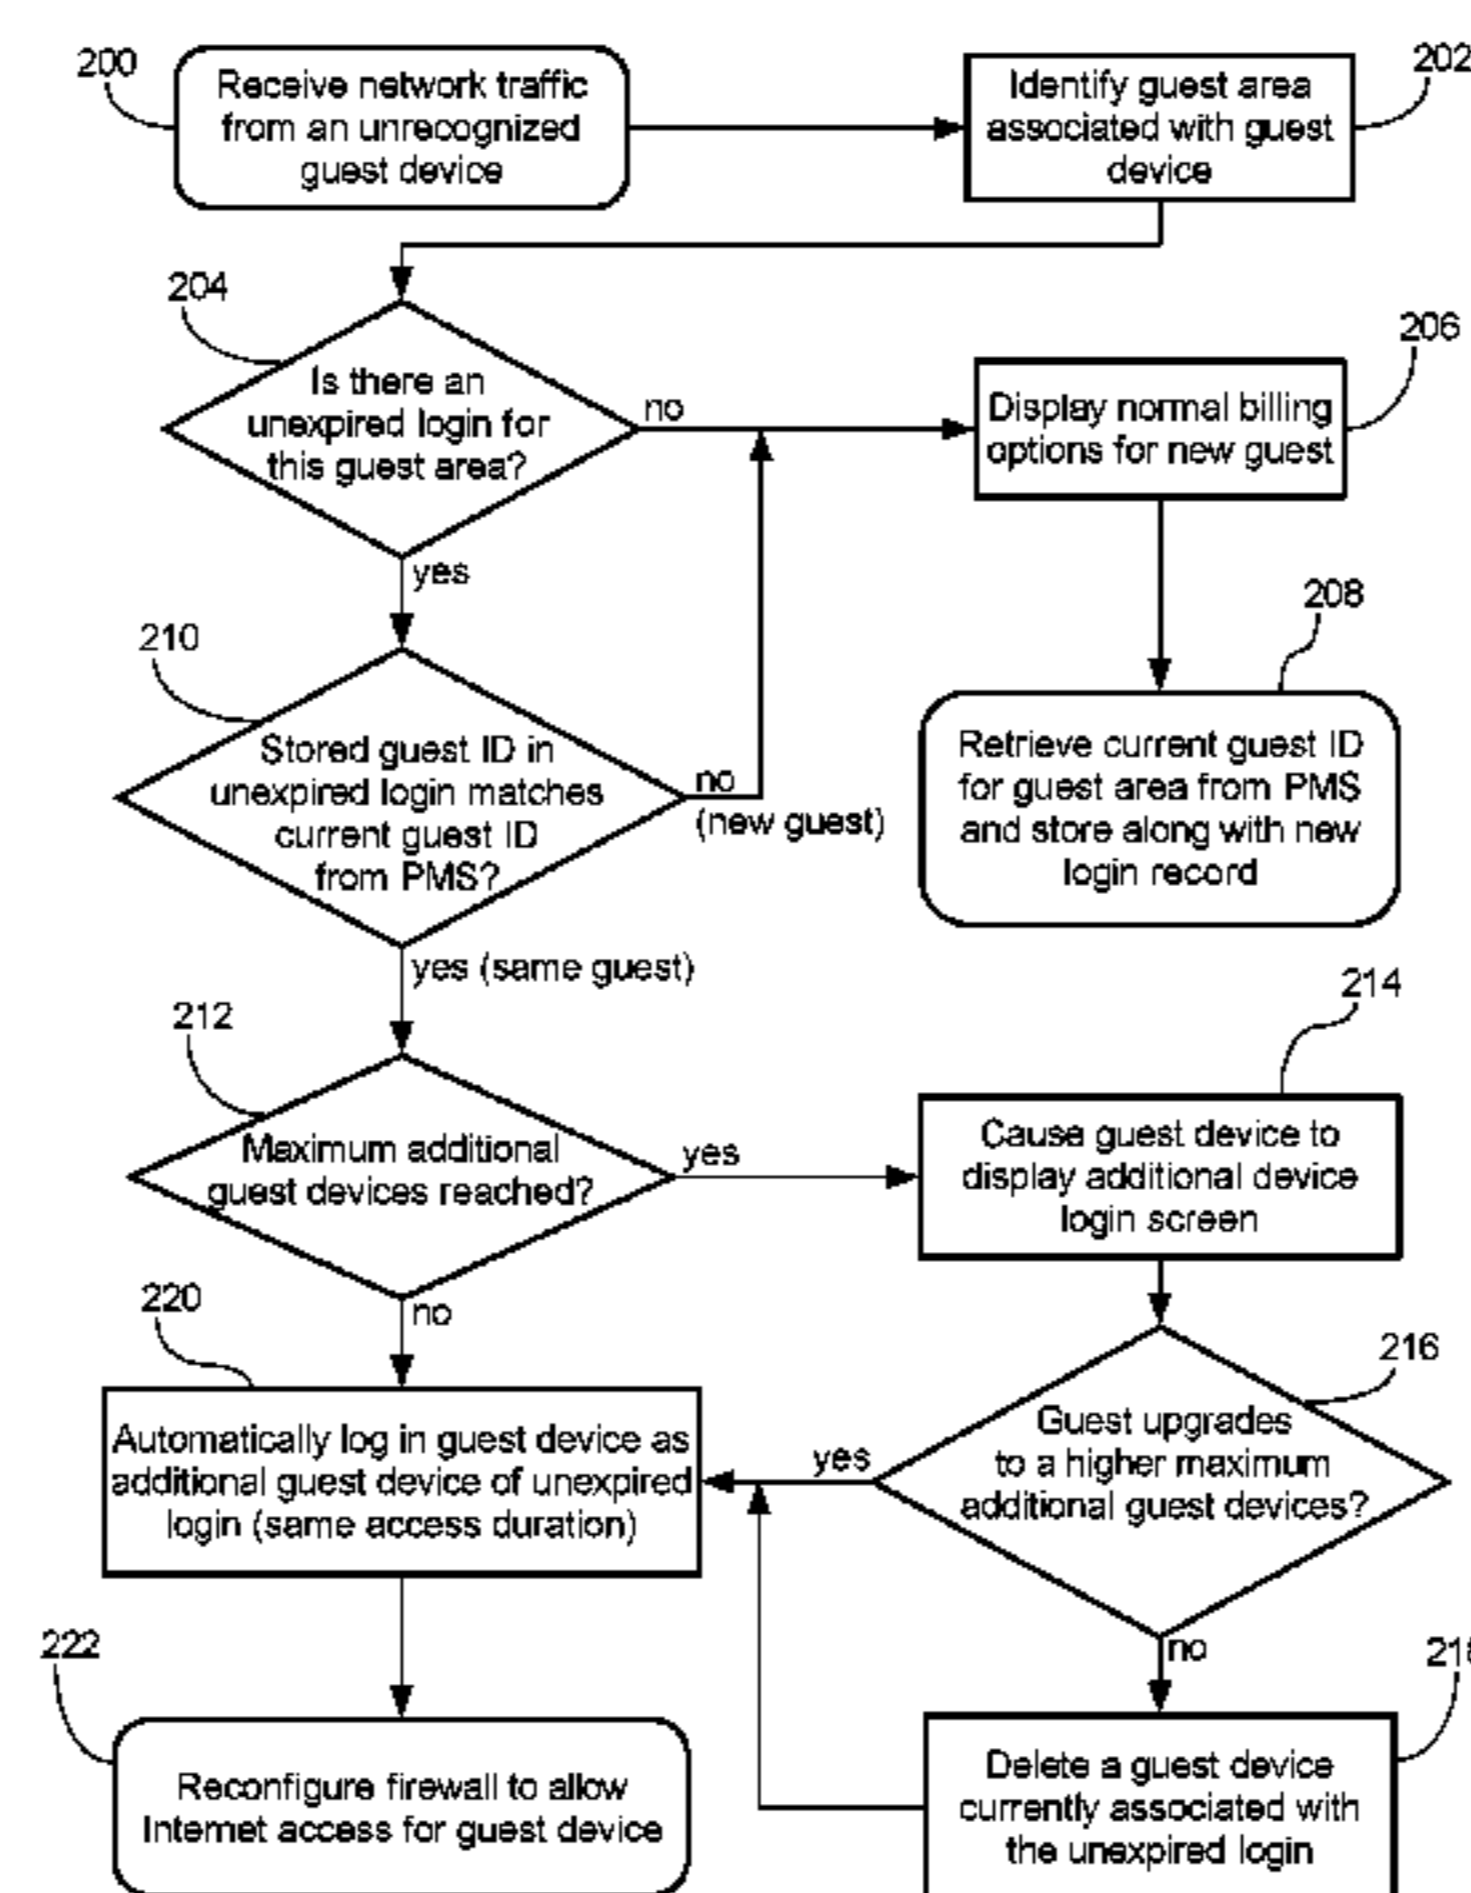 200
Receive network traffic
from an unrecognized
guest device
202
Identify guest area
associated with guest
device
204
Is there an
unexpired login for
this guest area?
no
yes
206
Display normal billing
options for new guest
208
Retrieve current guest ID
for guest area from PMS
and store along with new
login record
210
Stored guest ID in
unexpired login matches
current guest ID
from PMS?
no
(new guest)
yes (same guest)
212
Maximum additional
guest devices reached?
yes
no
214
Cause guest device to
display additional device
login screen
216
Guest upgrades
to a higher maximum
additional guest devices?
yes
no
220
Automatically log in guest device as
additional guest device of unexpired
login (same access duration)
222
Reconfigure firewall to allow
Internet access for guest device
Delete a guest device
currently associated with
the unexpired login